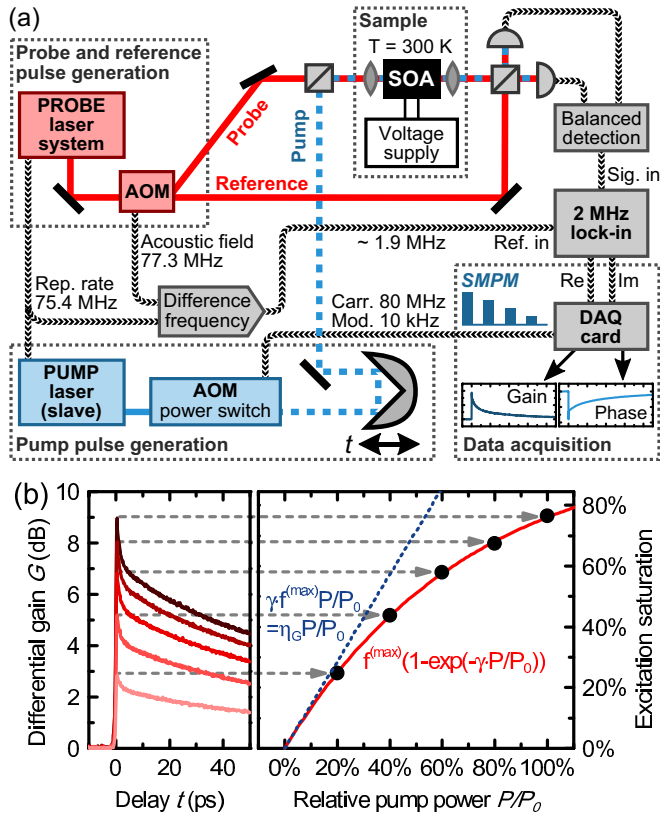 (a)
Probe and reference
pulse generation
PROBE
laser
system
AOM
Probe
Reference
Pump
Sample
T = 300 K
SOA
Voltage
supply
Balanced
detection
Sig. in
2 MHz
lock-in
Ref. in
~ 1.9 MHz
Re
Im
Acoustic field
77.3 MHz
Rep. rate
75.4 MHz
Difference
frequency
Carr. 80 MHz
Mod. 10 kHz
SMPM
DAQ
card
Gain
Phase
Data acquisition
PUMP
laser
(slave)
AOM
power switch
t
Pump pulse generation
(b)
Differential gain G (dB)
10
8
6
4
2
0
0
20
40
Delay t (ps)
γ·f(max)P/P0
=ηGP/P0
f(max)(1-exp(-γ·P/P0))
0% 20% 40% 60% 80% 100%
Relative pump power P/P0
80%
60%
40%
20%
0%
Excitation saturation